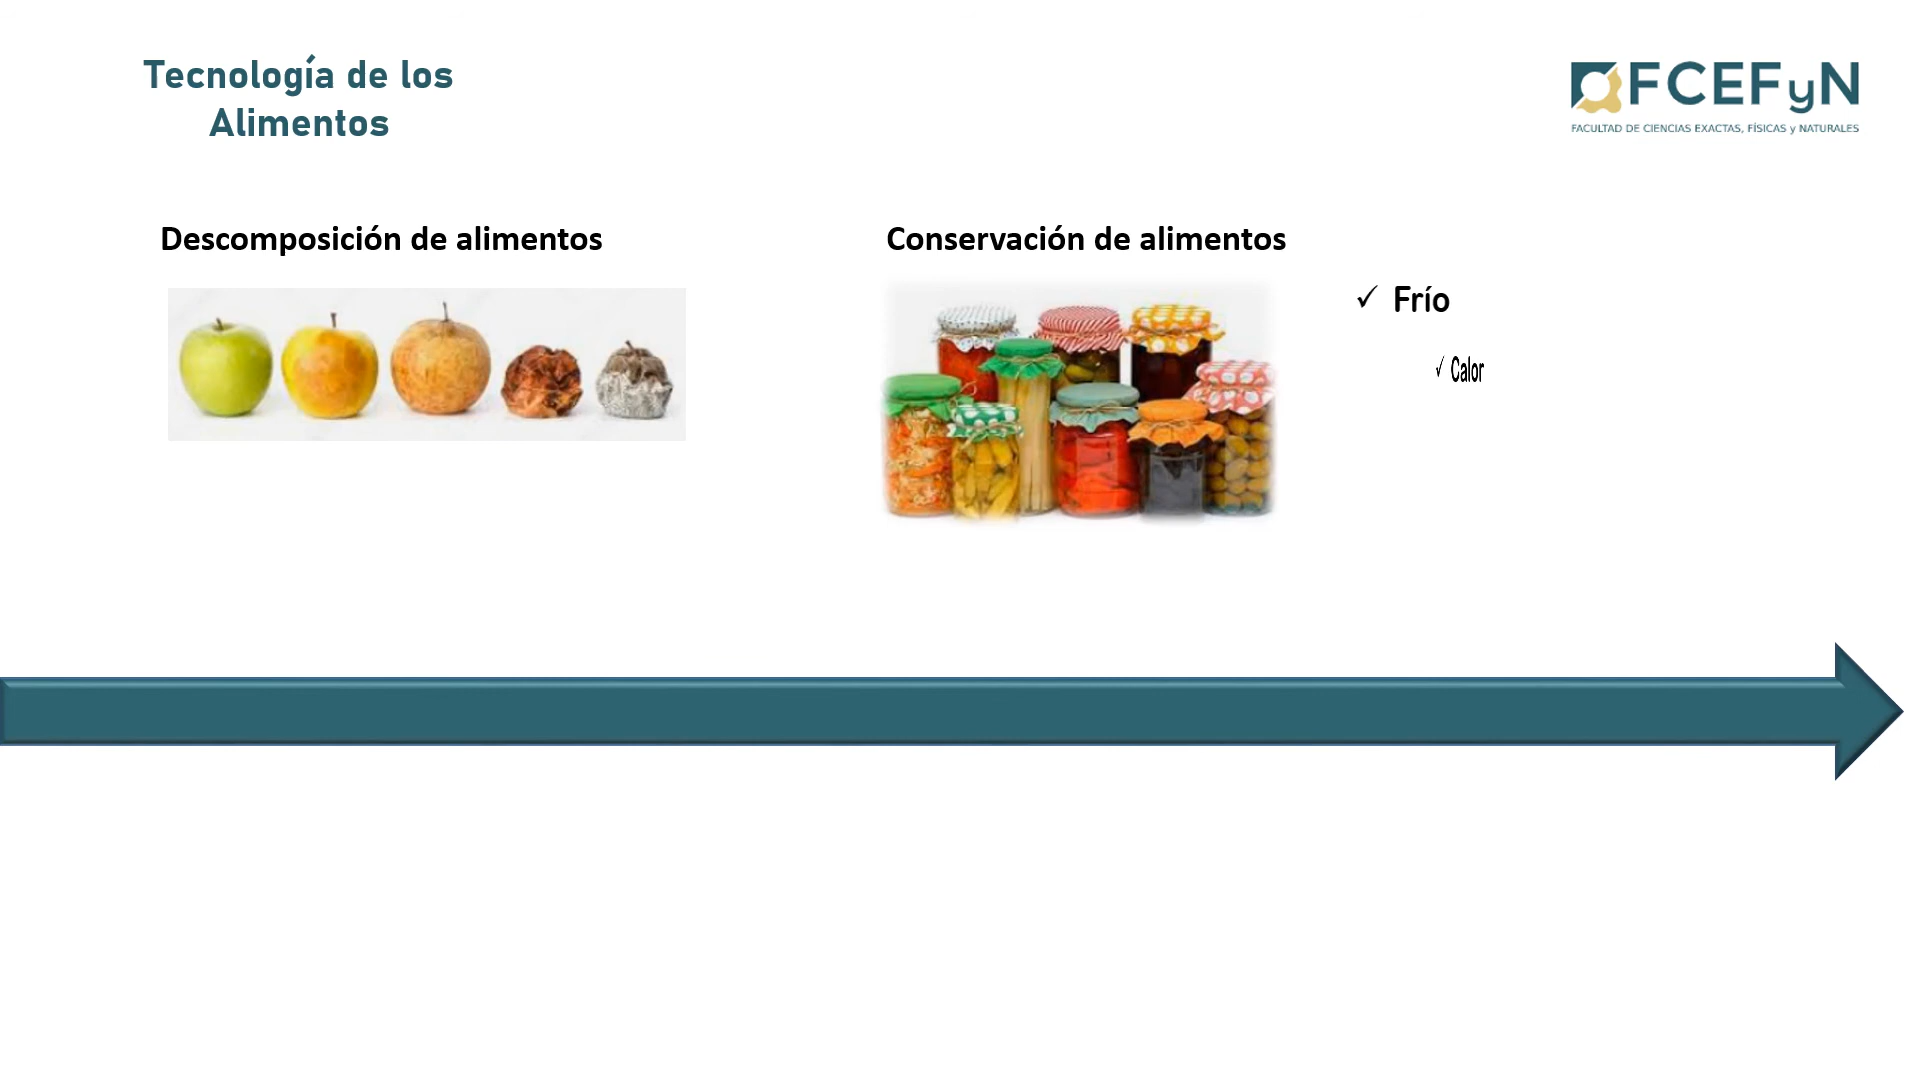 Tecnología de los
Alimentos
FCEFyN
FACULTAD DE CIENCIAS EXACTAS, FÍSICAS y NATURALES
Descomposición de alimentos
Conservación de alimentos
✓ Frío
✓ Calor